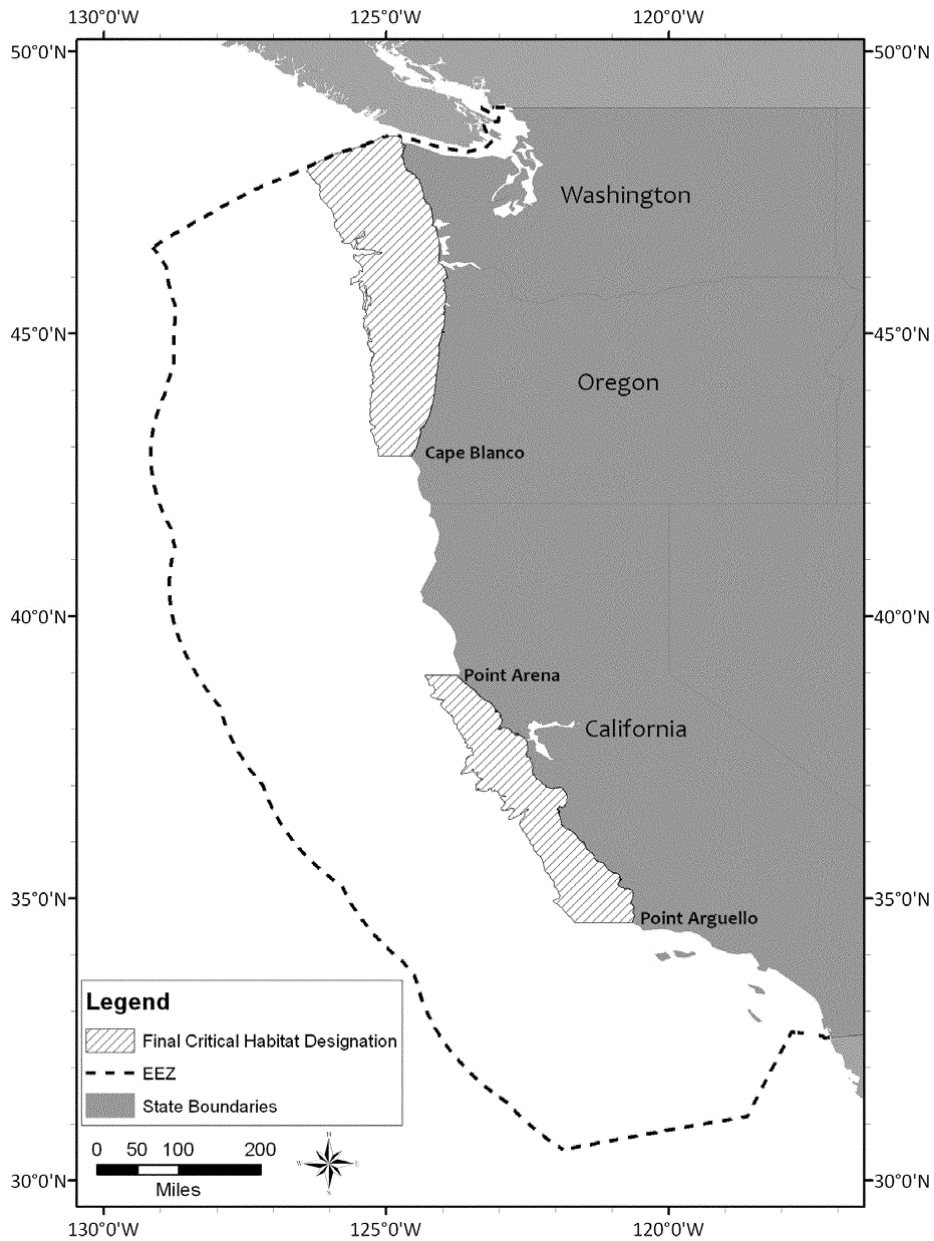 130°0'W 125°0'W 120°0'W
50°0'N 50°0'N
Washington
45°0'N 45°0'N
Oregon
Cape Blanco
40°0'N 40°0'N
Point Arena
California
35°0'N 35°0'N
Point Arguello
Legend
Final Critical Habitat Designation
EEZ
State Boundaries
0 50 100 200
Miles
N
W E
S
30°0'N 30°0'N
130°0'W 125°0'W 120°0'W